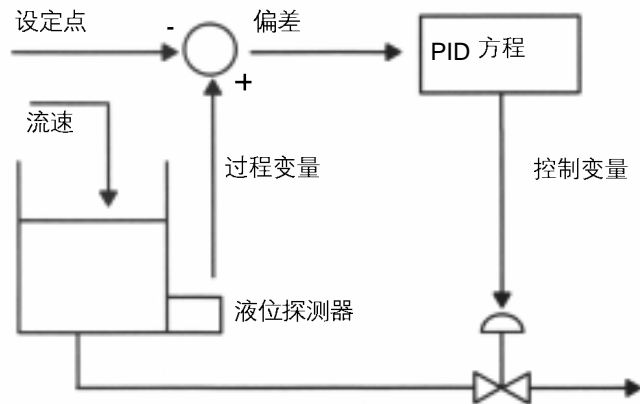 设定点
-
偏差
PID 方程
+
流速
过程变量
控制变量
液位探测器